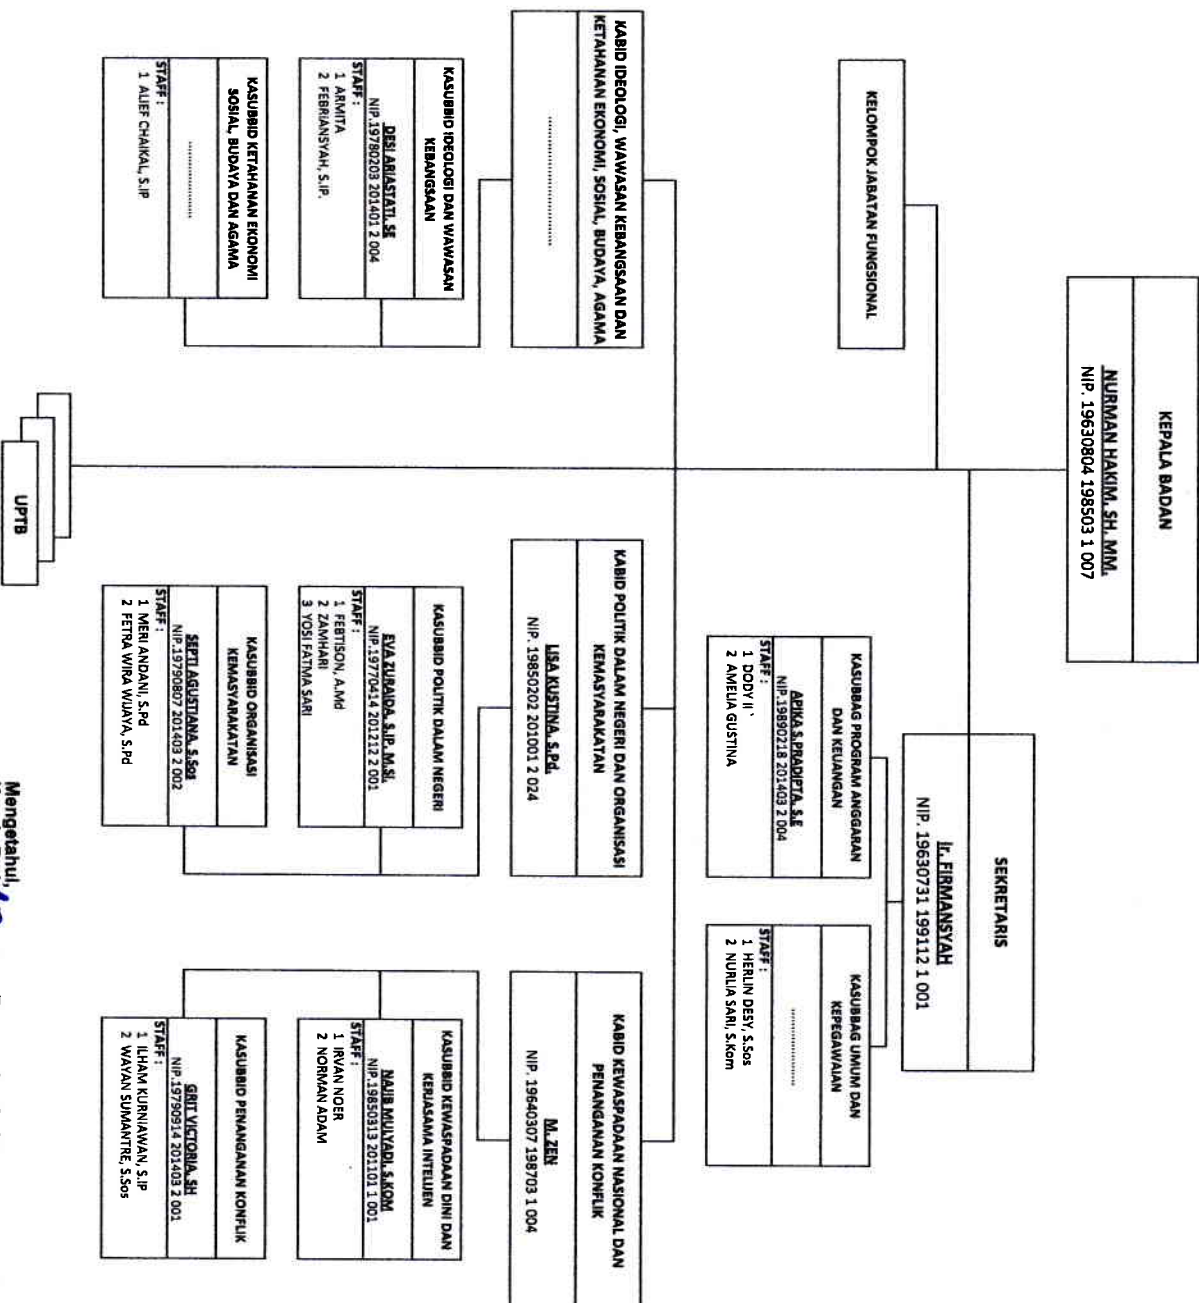 KEPALA BADAN
NURMAN HAKIM, SH, MM.
NIP. 19630804 198503 1 007
KELOMPOK JABATAN FUNGSIONAL
SEKRETARIS
Ir. FIRMANSYAH
NIP. 19630731 199112 1 001
KASUBBAG PROGRAM ANGGARAN
DAN KEUANGAN
APIKA S.PRADIPTA, S.E
NIP.19890218 201403 2 004
STAFF :
1 DODY II `
2 AMELIA GUSTINA
KASUBBAG UMUM DAN
KEPEGAWAIAN
.....................
STAFF :
1 HERLIN DESY, S.Sos
2 NURLIA SARI, S.Kom
KABID IDEOLOGI, WAWASAN KEBANGSAAN DAN
KETAHANAN EKONOMI, SOSIAL, BUDAYA, AGAMA
..................................
KASUBBID IDEOLOGI DAN WAWASAN
KEBANGSAAN
DESI ARIASTATI, SE
NIP.19780203 201401 2 004
STAFF :
1 ARMITA
2 FEBRIANSYAH, S.IP.
KASUBBID KETAHANAN EKONOMI
SOSIAL, BUDAYA DAN AGAMA
.....................
STAFF :
1 ALIEF CHAIKAL, S.IP
KABID POLITIK DALAM NEGERI DAN ORGANISASI
KEMASYARAKATAN
LISA KUSTINA, S.Pd.
NIP. 19850202 201001 2 024
KASUBBID POLITIK DALAM NEGERI
EVA ZURAIDA, S.IP, M.Si.
NIP.19770414 201212 2 001
STAFF :
1 FEBTISON, A.Md
2 ZAMHARI
3 YOSI FATMA SARI
KASUBBID ORGANISASI
KEMASYARAKATAN
SEPTI AGUSTIANA, S.Sos
NIP.19790807 201403 2 002
STAFF :
1 MERI ANDANI, S.Pd
2 FETRA WIRA WIJAYA, S.Pd
KABID KEWASPADAAN NASIONAL DAN
PENANGANAN KONFLIK
M. ZEN
NIP. 19640307 198703 1 004
KASUBBID KEWASPADAAN DINI DAN
KERJASAMA INTELIJEN
NAJIB MULYADI, S.KOM
NIP.19850313 201101 1 001
STAFF :
1 IRVAN NOER
2 NORMAN ADAM
KASUBBID PENANGANAN KONFLIK
GRIT VICTORIA, SH
NIP.19790914 201403 2 001
STAFF :
1 ILHAM KURNIAWAN, S.IP
2 WAYAN SUMANTRE, S.Sos
UPTB
Mengetahui,